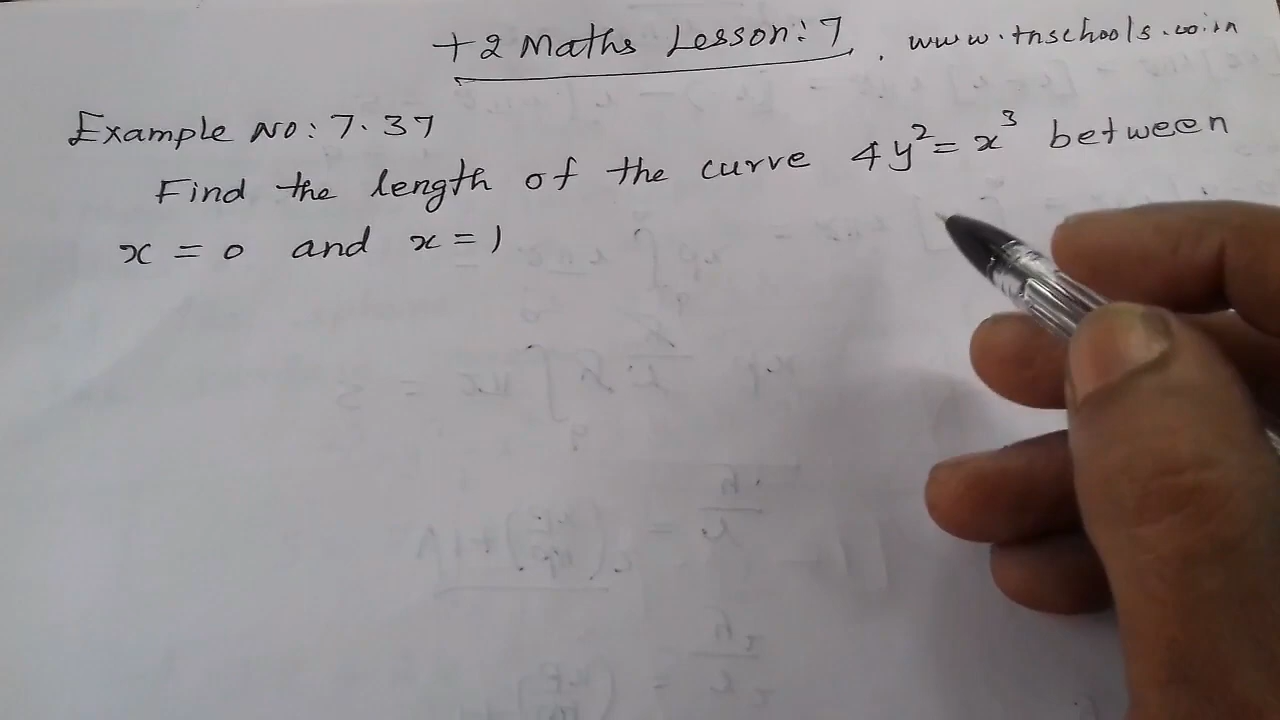 +2 Maths Lesson: 7 . www.tnschools.co.in
Example No: 7.37
Find the length of the curve 4y² = x³ between
x = 0 and x = 1